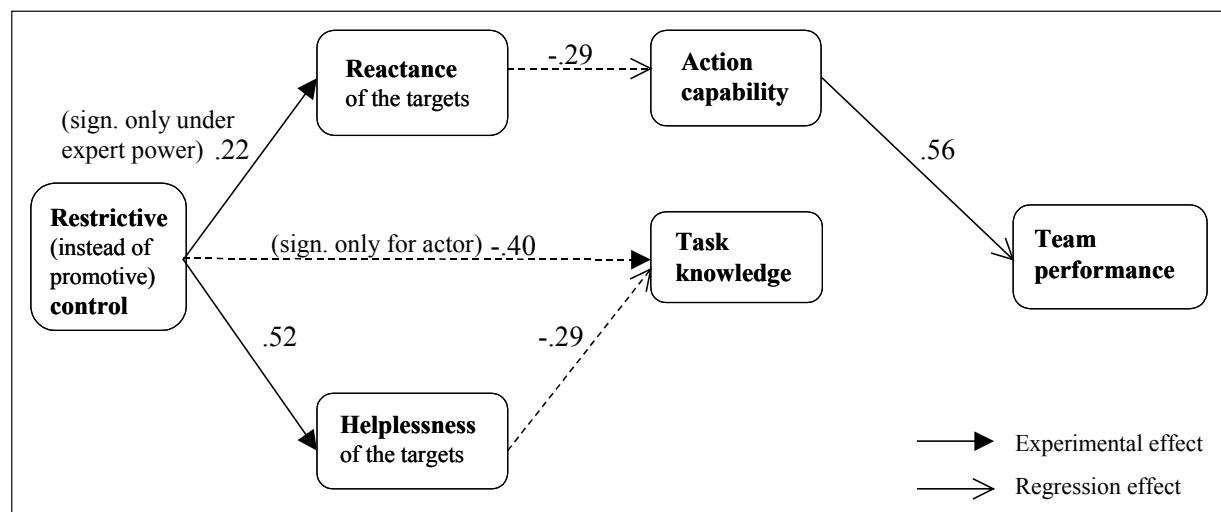 Reactance
of the targets
-.29
Action
capability
(sign. only under
expert power) .22
.56
Restrictive
(instead of
promotive)
control
(sign. only for actor) -.40
Task
knowledge
Team
performance
.52
-.29
Helplessness
of the targets
Experimental effect
Regression effect